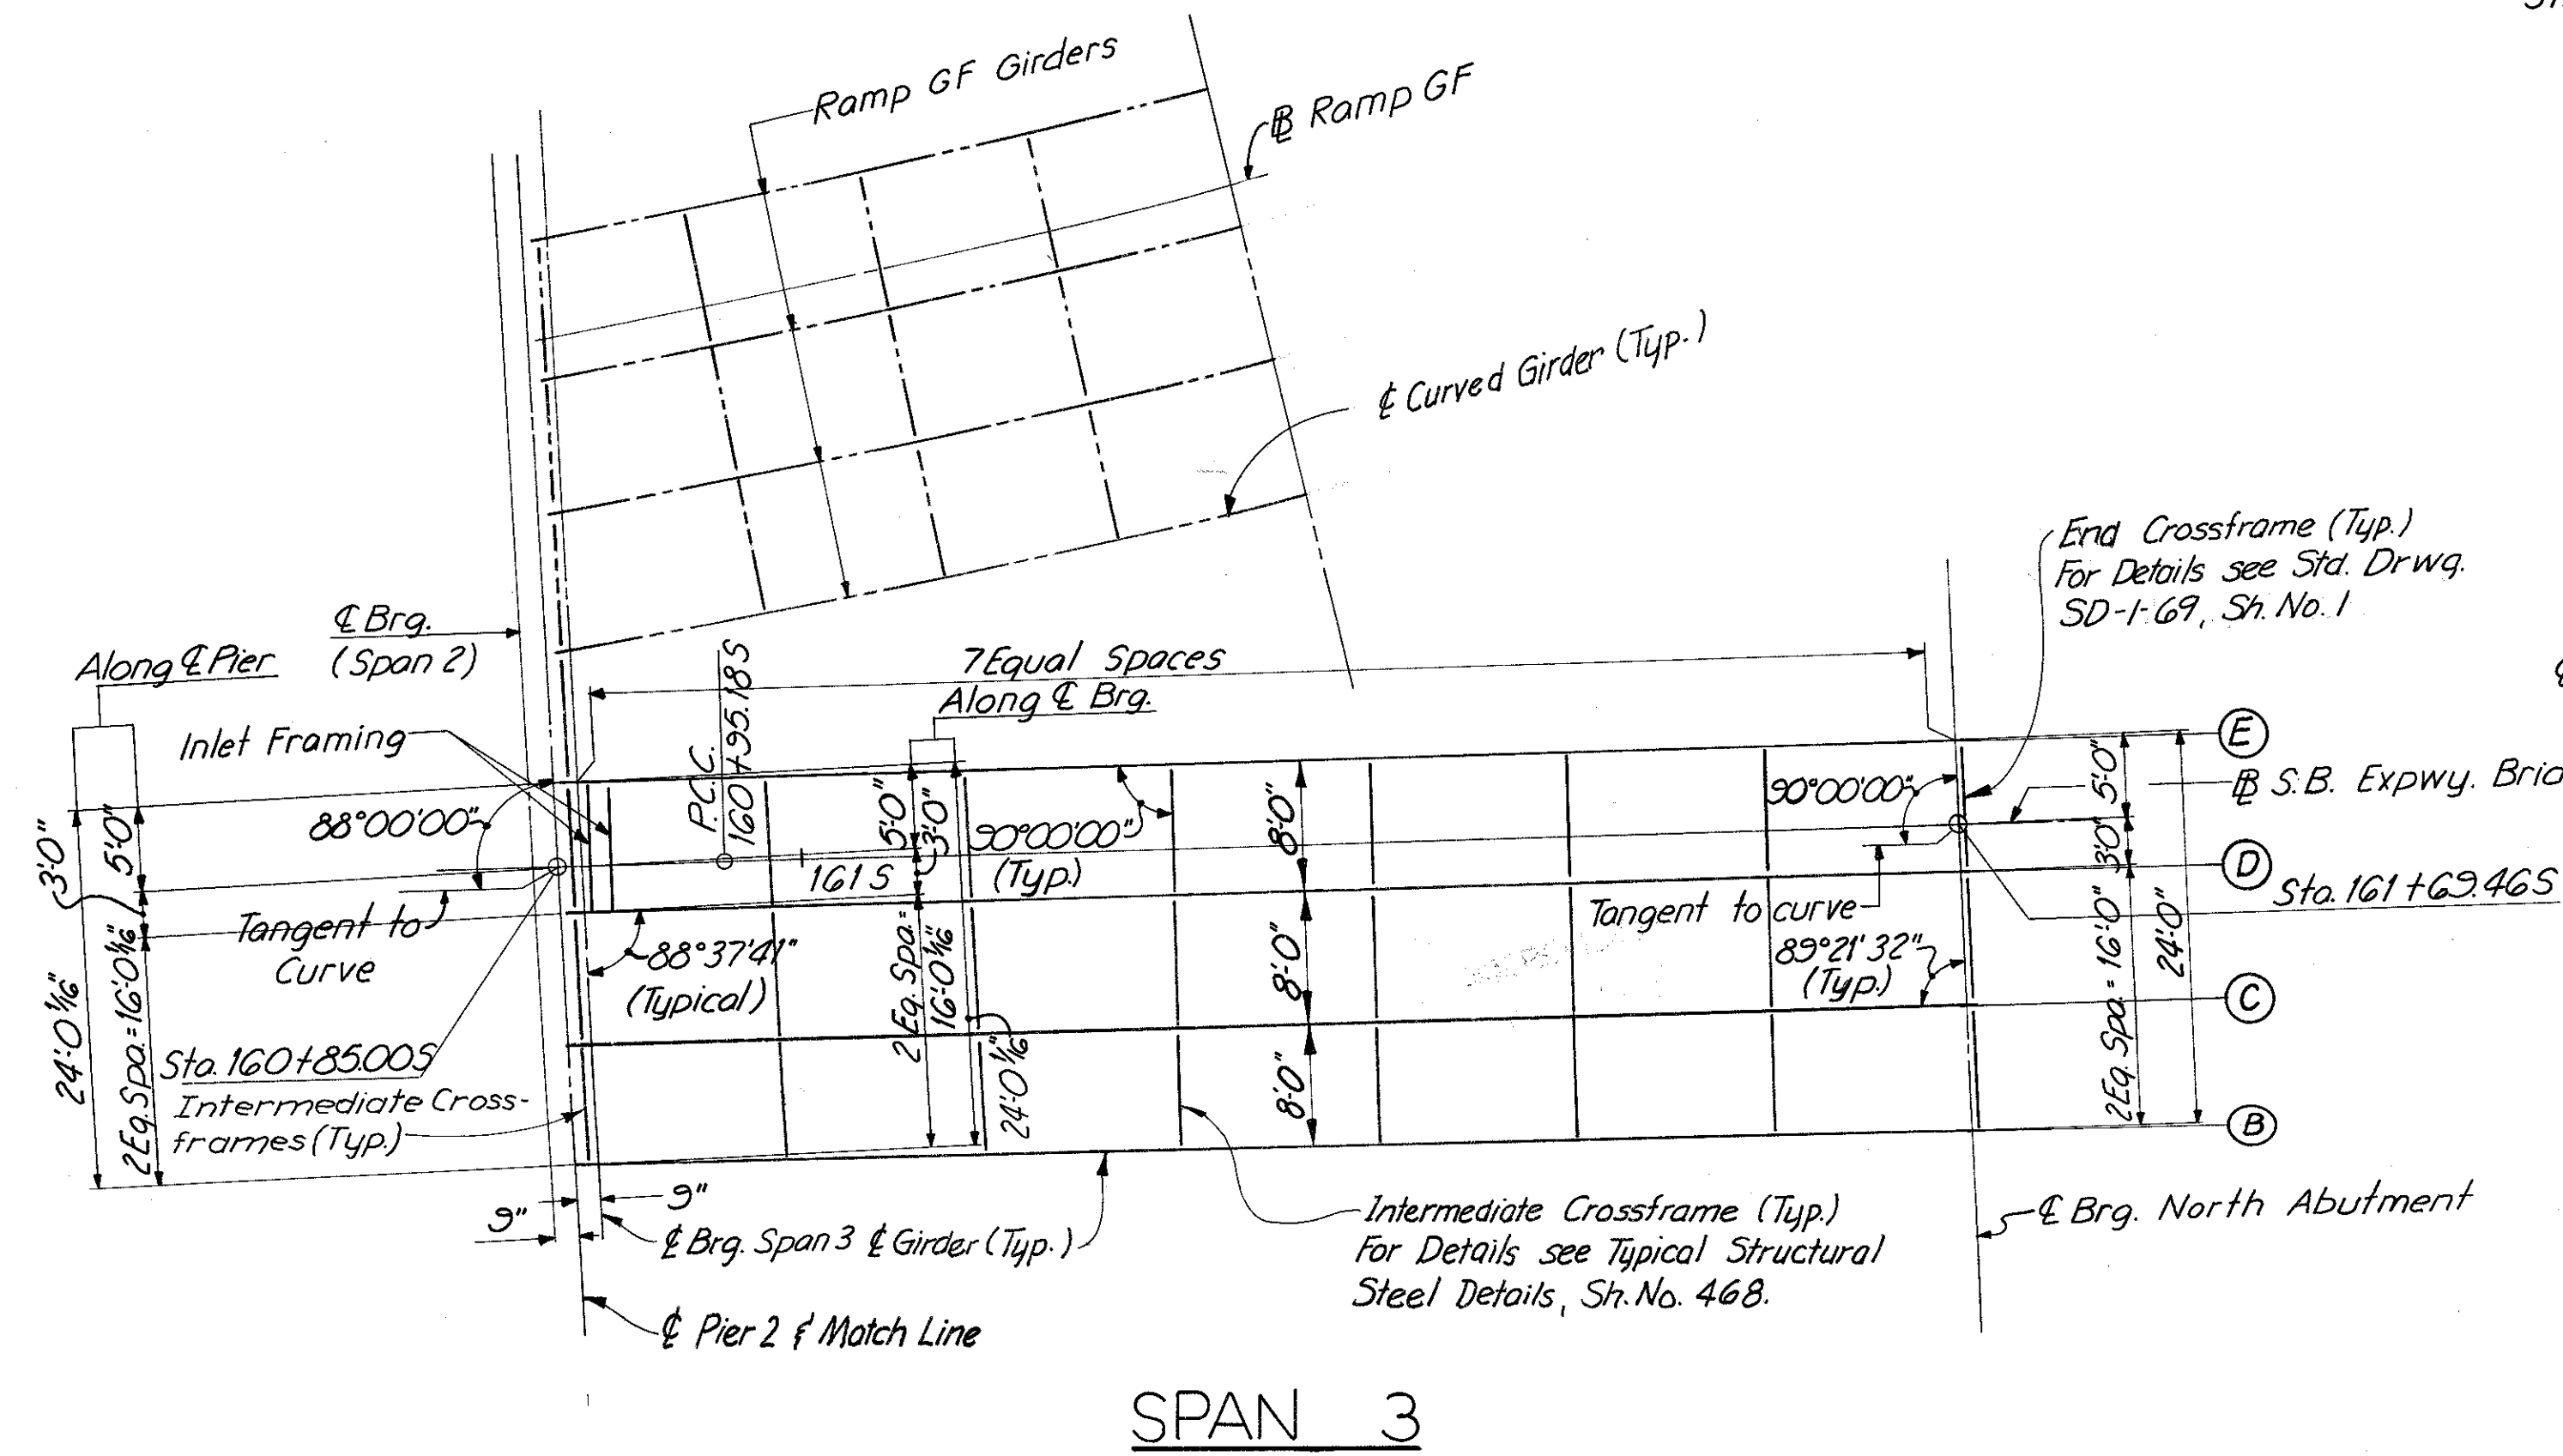 Ramp GF Girders
℄ Ramp GF
℄ Curved Girder (Typ.)
End Crossframe (Typ.)
For Details see Std. Drwg.
SD-1-69, Sh. No. 1
℄ Brg.
(Span 2)
Along ℄ Pier
7 Equal Spaces
Along ℄ Brg.
Inlet Framing
P.C.C.
160+95.18S
88°00'00"
3'-0"
5'-0"
24'-0 1/16"
2 Eq. Spa.=16'-0 1/16"
Tangent to
Curve
Sta. 160+85.00S
Intermediate Cross-
frames (Typ.)
161 S
88°37'41"
(Typical)
5'-0"
3'-0"
2 Eq. Spa.=
16'-0 1/16"
24'-0 1/16"
90°00'00"
(Typ.)
8'-0"
8'-0"
8'-0"
90°00'00"
Tangent to curve
89°21'32"
(Typ.)
5'-0"
3'-0"
2 Eq. Spa.=16'-0"
24'-0"
E
℄ S.B. Expwy.
D
Sta. 161+69.46S
C
B
9"
9"
℄ Brg. Span 3 ℄ Girder (Typ.)
℄ Pier 2 & Match Line
Intermediate Crossframe (Typ.)
For Details see Typical Structural
Steel Details, Sh. No. 468.
℄ Brg. North Abutment
SPAN 3